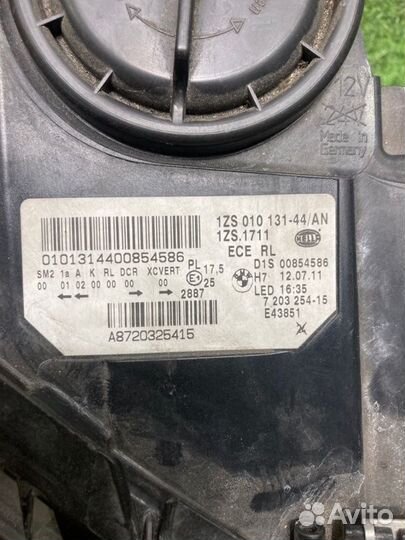 12V
Made in
Germany
1ZS 010 131-44/AN
1ZS.1711
HELLA
0101314400854586
ECE RL
SM2 1a A K RL DCR XCVERT
PL 17,5
D1S 00854586
00 01 02 00 00 00 00
E1 25
H7 12.07.11
2887
LED 16:35
7 203 254-15
A8720325415
E43851
Avito